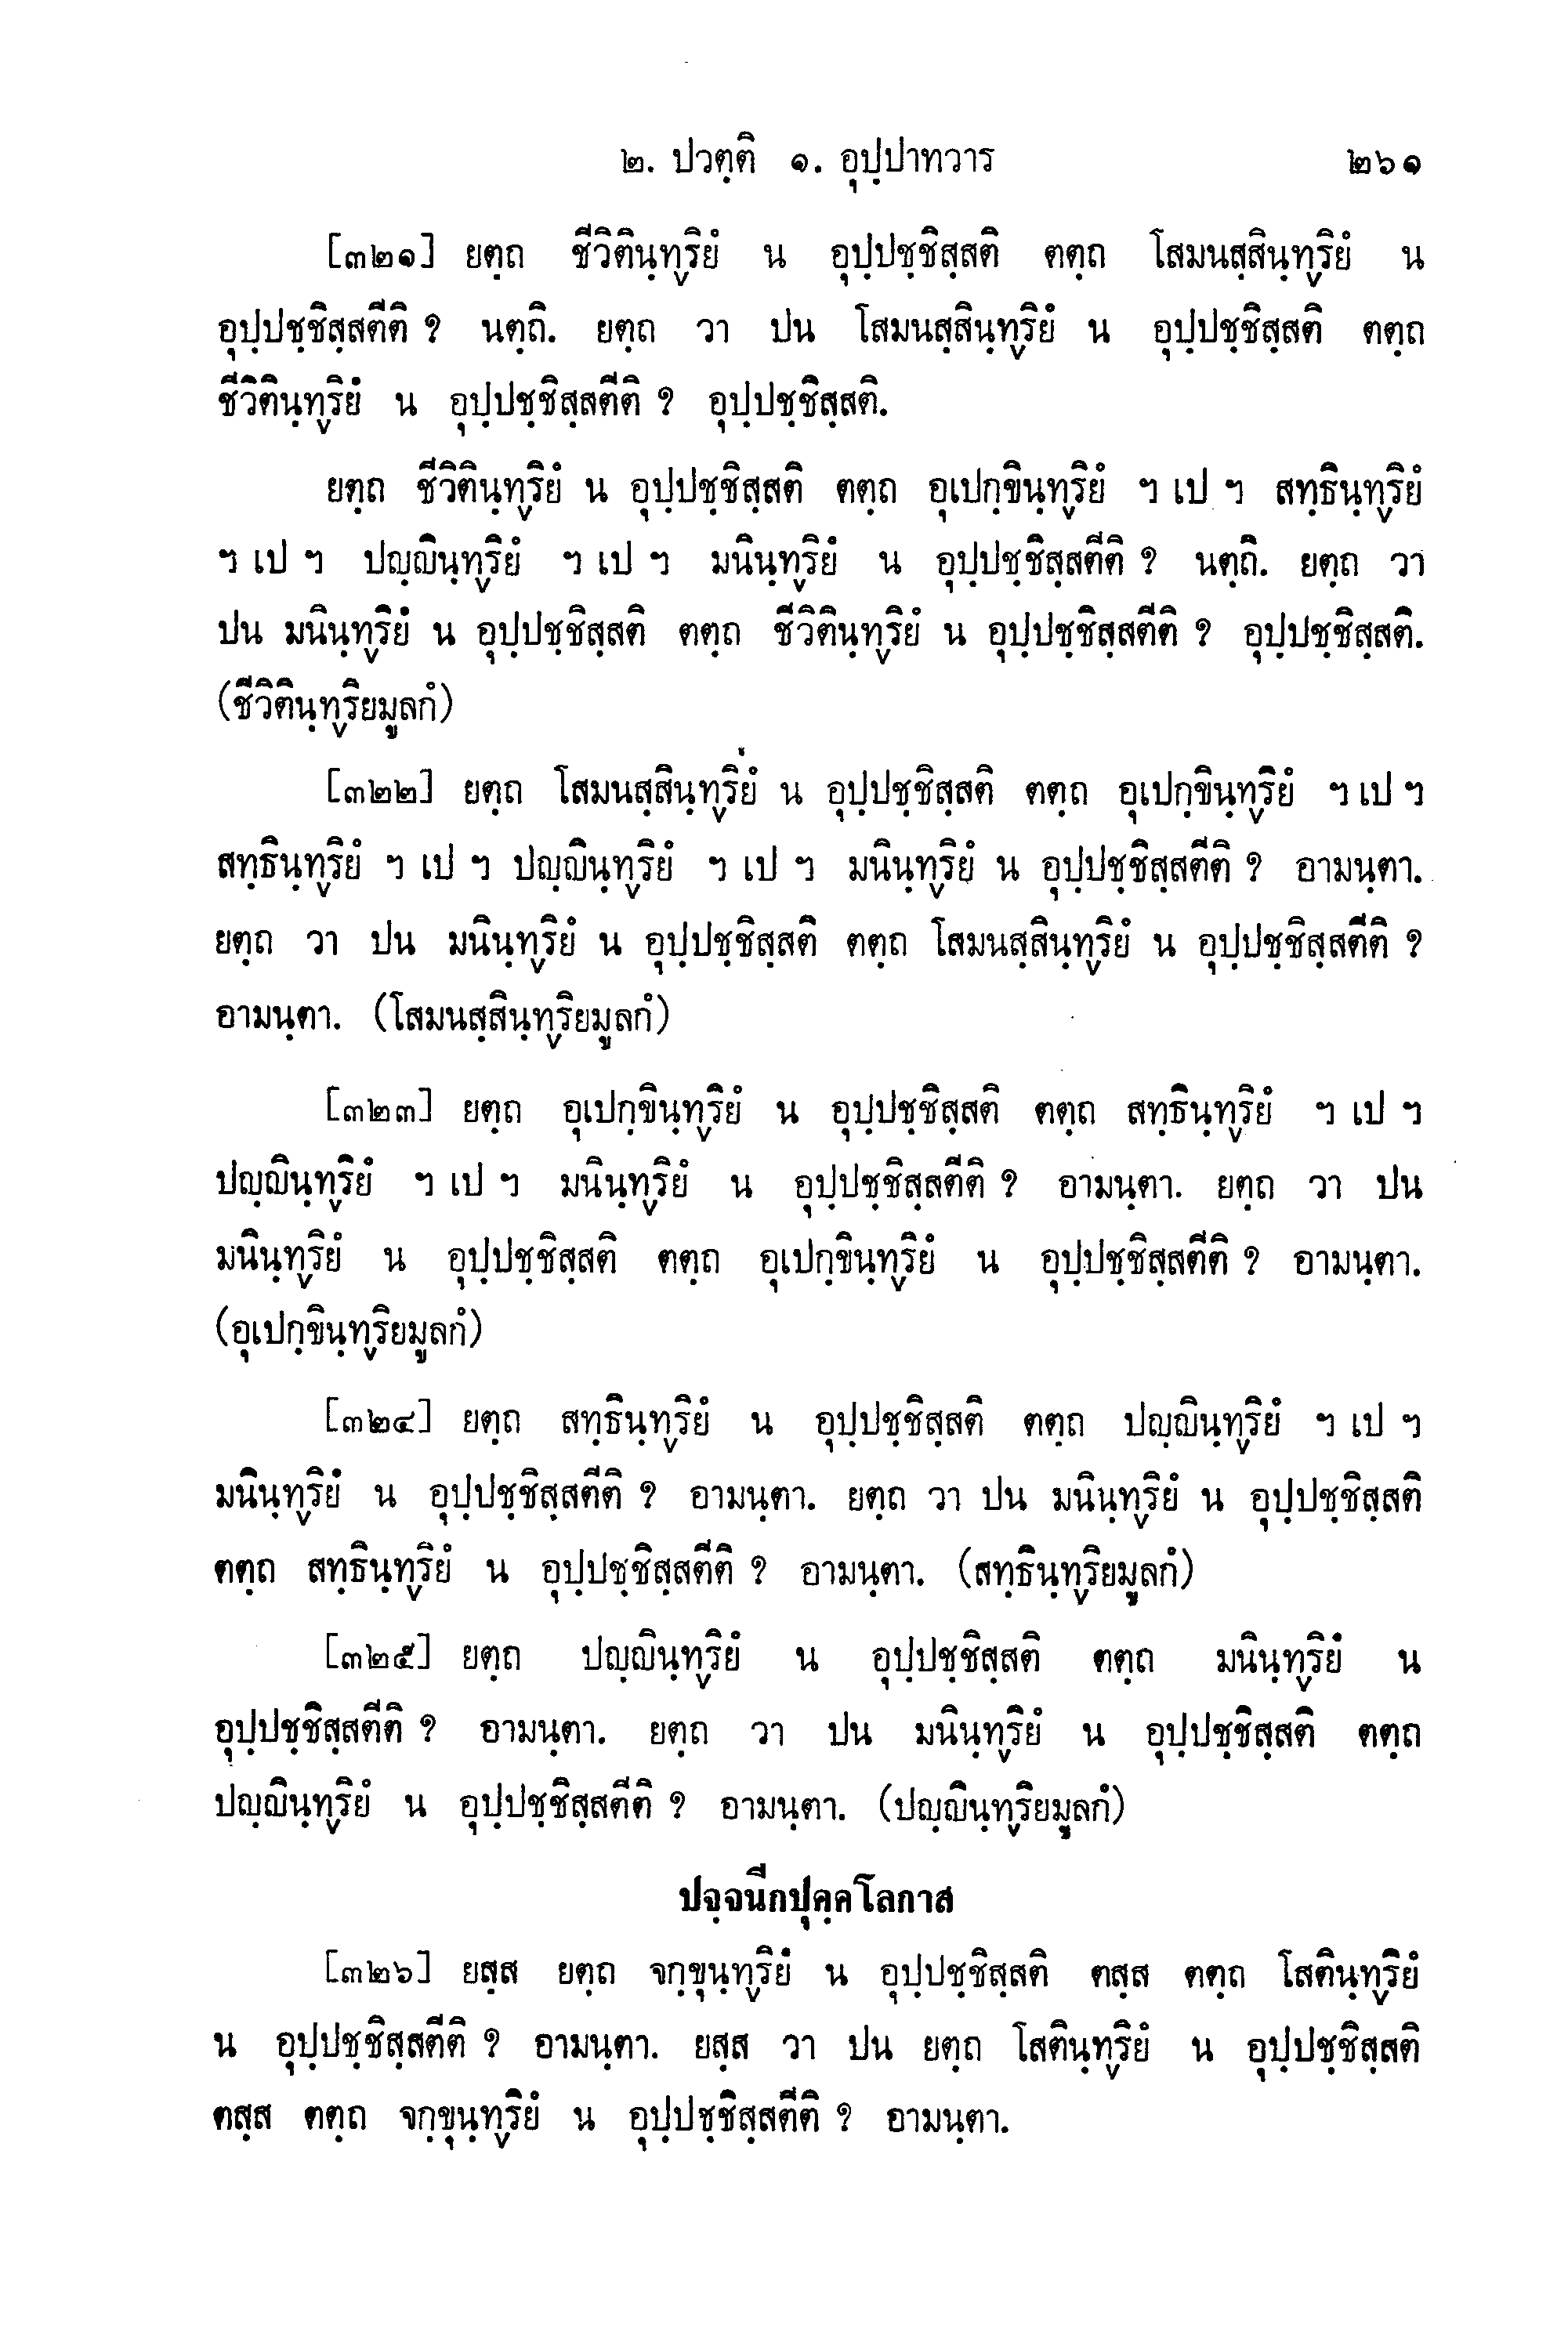 ๒. ปวตฺติ ๑. อุปฺปาทวาร ๒๖๑
[๓๒๑] ยตฺถ ชีวิตินฺทฺริยํ น อุปฺปชฺชิสฺสติ ตตฺถ โสมนสฺสินฺทฺริยํ น
อุปฺปชฺชิสฺสตีติ ? นตฺถิ. ยตฺถ วา ปน โสมนสฺสินฺทฺริยํ น อุปฺปชฺชิสฺสติ ตตฺถ
ชีวิตินฺทฺริยํ น อุปฺปชฺชิสฺสตีติ ? อุปฺปชฺชิสฺสติ.
ยตฺถ ชีวิตินฺทฺริยํ น อุปฺปชฺชิสฺสติ ตตฺถ อุเปกฺขินฺทฺริยํ ฯ เป ฯ สทฺธินฺทฺริยํ
ฯ เป ฯ ปญฺญินฺทฺริยํ ฯ เป ฯ มนินฺทฺริยํ น อุปฺปชฺชิสฺสตีติ ? นตฺถิ. ยตฺถ วา
ปน มนินฺทฺริยํ น อุปฺปชฺชิสฺสติ ตตฺถ ชีวิตินฺทฺริยํ น อุปฺปชฺชิสฺสตีติ ? อุปฺปชฺชิสฺสติ.
(ชีวิตินฺทฺริยมูลกํ)
[๓๒๒] ยตฺถ โสมนสฺสินฺทฺริยํ น อุปฺปชฺชิสฺสติ ตตฺถ อุเปกฺขินฺทฺริยํ ฯ เป ฯ
สทฺธินฺทฺริยํ ฯ เป ฯ ปญฺญินฺทฺริยํ ฯ เป ฯ มนินฺทฺริยํ น อุปฺปชฺชิสฺสตีติ ? อามนฺตา.
ยตฺถ วา ปน มนินฺทฺริยํ น อุปฺปชฺชิสฺสติ ตตฺถ โสมนสฺสินฺทฺริยํ น อุปฺปชฺชิสฺสตีติ ?
อามนฺตา. (โสมนสฺสินฺทฺริยมูลกํ)
[๓๒๓] ยตฺถ อุเปกฺขินฺทฺริยํ น อุปฺปชฺชิสฺสติ ตตฺถ สทฺธินฺทฺริยํ ฯ เป ฯ
ปญฺญินฺทฺริยํ ฯ เป ฯ มนินฺทฺริยํ น อุปฺปชฺชิสฺสตีติ ? อามนฺตา. ยตฺถ วา ปน
มนินฺทฺริยํ น อุปฺปชฺชิสฺสติ ตตฺถ อุเปกฺขินฺทฺริยํ น อุปฺปชฺชิสฺสตีติ ? อามนฺตา.
(อุเปกฺขินฺทฺริยมูลกํ)
[๓๒๔] ยตฺถ สทฺธินฺทฺริยํ น อุปฺปชฺชิสฺสติ ตตฺถ ปญฺญินฺทฺริยํ ฯ เป ฯ
มนินฺทฺริยํ น อุปฺปชฺชิสฺสตีติ ? อามนฺตา. ยตฺถ วา ปน มนินฺทฺริยํ น อุปฺปชฺชิสฺสติ
ตตฺถ สทฺธินฺทฺริยํ น อุปฺปชฺชิสฺสตีติ ? อามนฺตา. (สทฺธินฺทฺริยมูลกํ)
[๓๒๕] ยตฺถ ปญฺญินฺทฺริยํ น อุปฺปชฺชิสฺสติ ตตฺถ มนินฺทฺริยํ น
อุปฺปชฺชิสฺสตีติ ? อามนฺตา. ยตฺถ วา ปน มนินฺทฺริยํ น อุปฺปชฺชิสฺสติ ตตฺถ
ปญฺญินฺทฺริยํ น อุปฺปชฺชิสฺสตีติ ? อามนฺตา. (ปญฺญินฺทฺริยมูลกํ)
ปจฺจนีกปุคฺคโลกาส
[๓๒๖] ยสฺส ยตฺถ จกฺขุนฺทฺริยํ น อุปฺปชฺชิสฺสติ ตสฺส ตตฺถ โสตินฺทฺริยํ
น อุปฺปชฺชิสฺสตีติ ? อามนฺตา. ยสฺส วา ปน ยตฺถ โสตินฺทฺริยํ น อุปฺปชฺชิสฺสติ
ตสฺส ตตฺถ จกฺขุนฺทฺริยํ น อุปฺปชฺชิสฺสตีติ ? อามนฺตา.